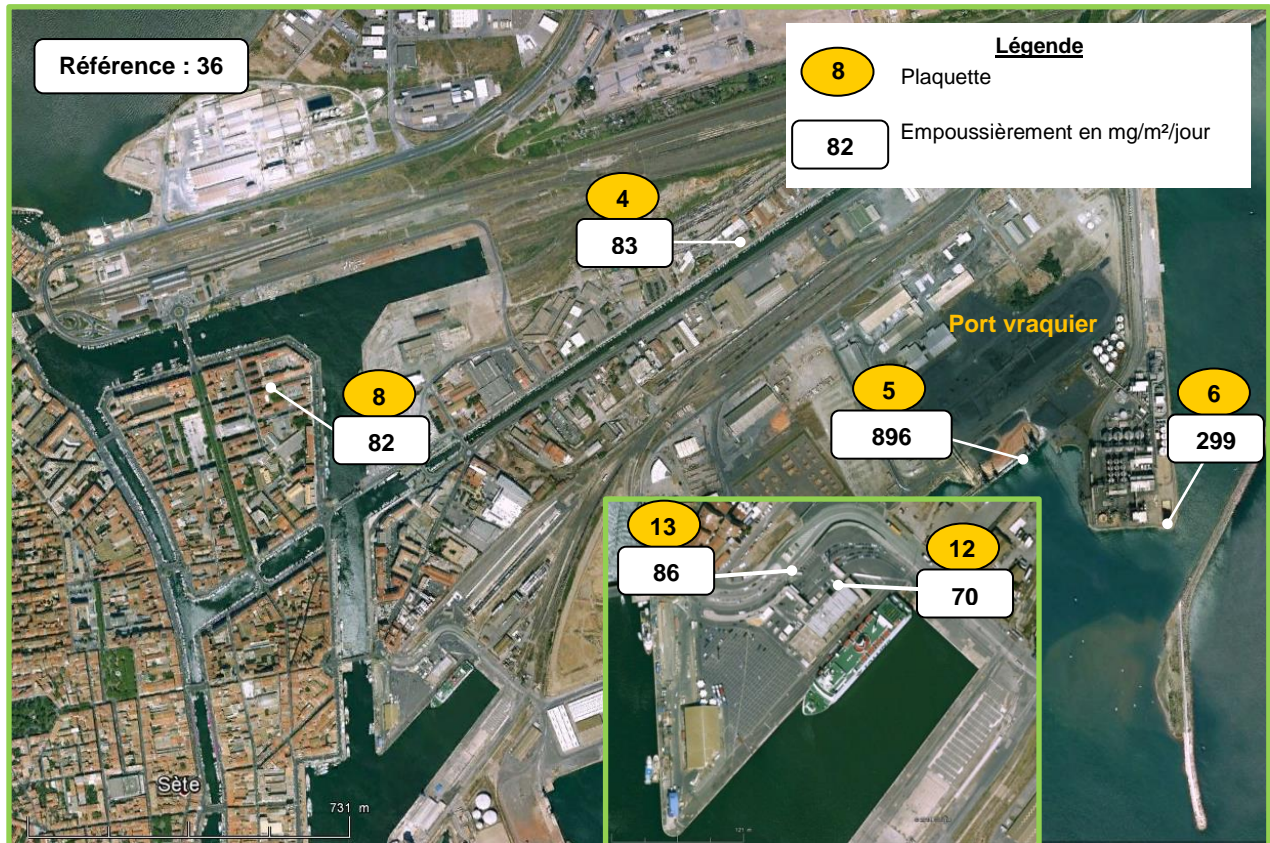 Référence : 36
Légende
8
Plaquette
82
Empoussièrement en mg/m²/jour
4
83
Port vraquier
8
82
5
896
6
299
13
86
12
70
Sète
731 m